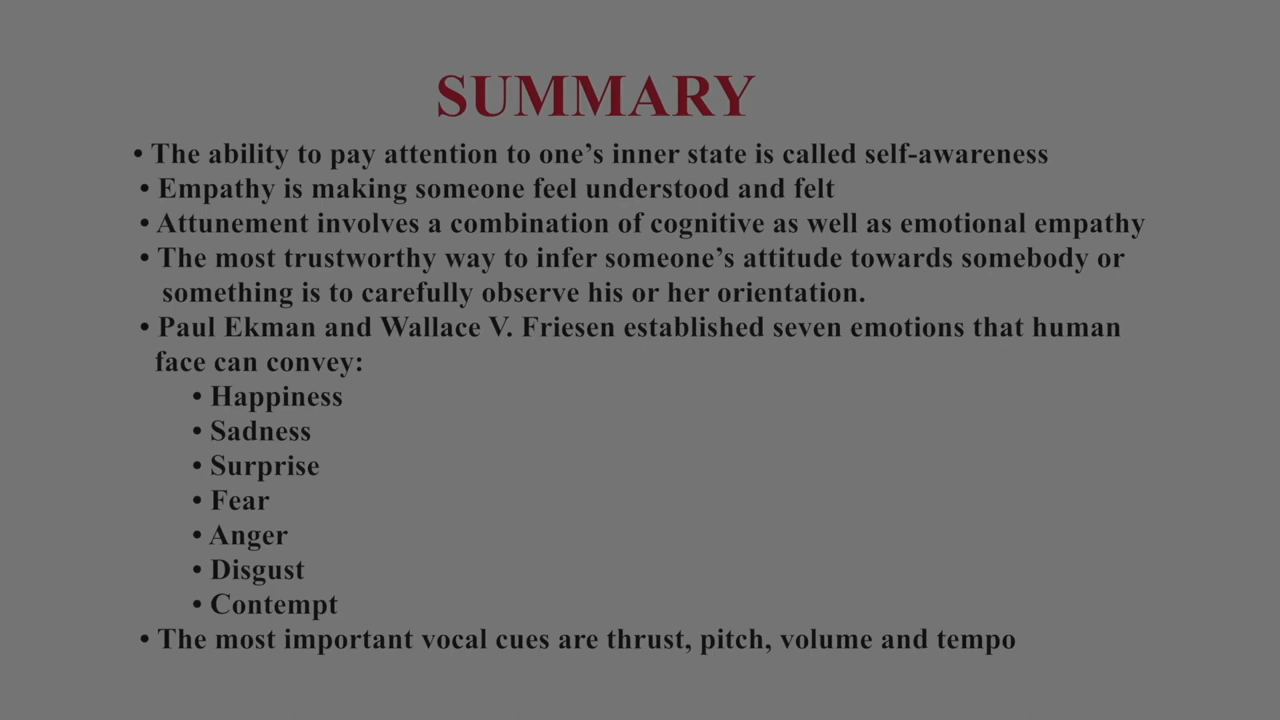 SUMMARY
• The ability to pay attention to one’s inner state is called self-awareness
• Empathy is making someone feel understood and felt
• Attunement involves a combination of cognitive as well as emotional empathy
• The most trustworthy way to infer someone’s attitude towards somebody or
something is to carefully observe his or her orientation.
• Paul Ekman and Wallace V. Friesen established seven emotions that human
face can convey:
• Happiness
• Sadness
• Surprise
• Fear
• Anger
• Disgust
• Contempt
• The most important vocal cues are thrust, pitch, volume and tempo